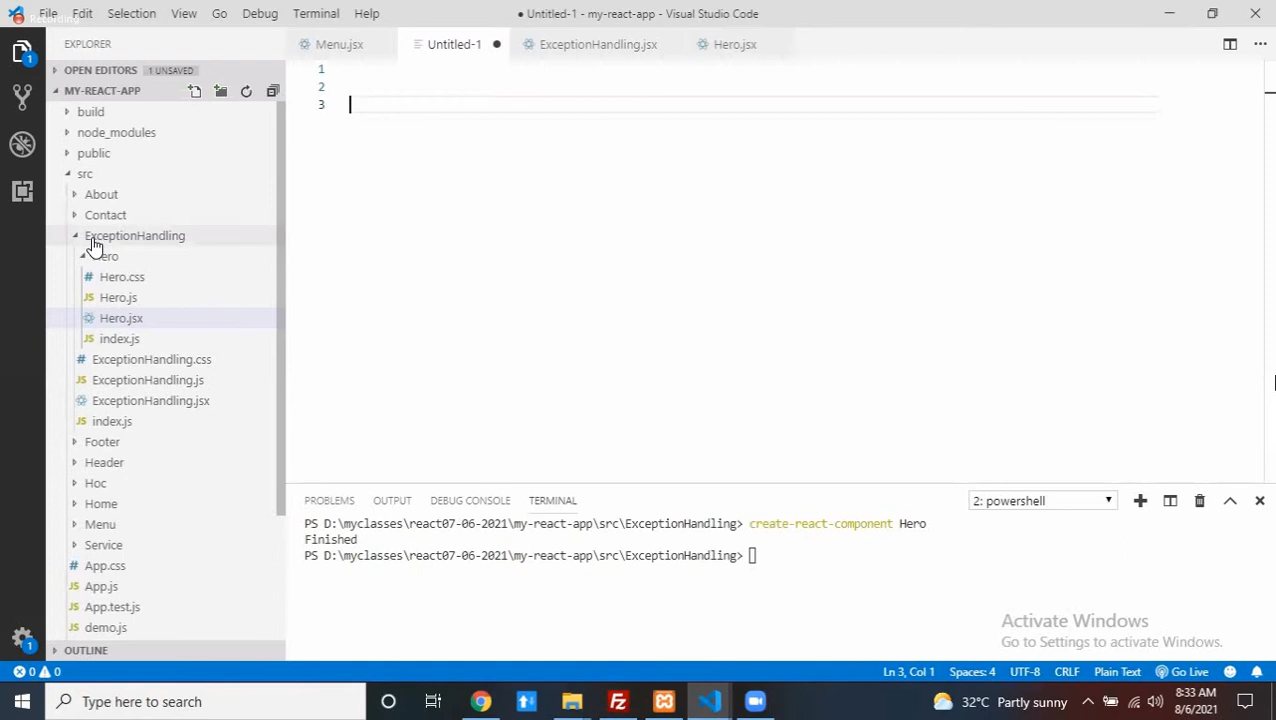 Recording
File Edit Selection View Go Debug Terminal Help
● Untitled-1 - my-react-app - Visual Studio Code
EXPLORER
Menu.jsx
Untitled-1 ●
ExceptionHandling.jsx
Hero.jsx
OPEN EDITORS 1 UNSAVED
MY-REACT-APP
build
node_modules
public
src
About
Contact
ExceptionHandling
Hero.css
Hero.js
Hero.jsx
index.js
ExceptionHandling.css
ExceptionHandling.js
ExceptionHandling.jsx
index.js
Footer
Header
Hoc
Home
Menu
Service
App.css
App.js
App.test.js
demo.js
OUTLINE
1
2
3
PROBLEMS OUTPUT DEBUG CONSOLE TERMINAL
2: powershell
PS D:\myclasses\react07-06-2021\my-react-app\src\ExceptionHandling> create-react-component Hero
Finished
PS D:\myclasses\react07-06-2021\my-react-app\src\ExceptionHandling>
Activate Windows
Go to Settings to activate Windows.
0 0
Ln 3, Col 1 Spaces: 4 UTF-8 CRLF Plain Text Go Live
Type here to search
32°C Partly sunny
8:33 AM
8/6/2021